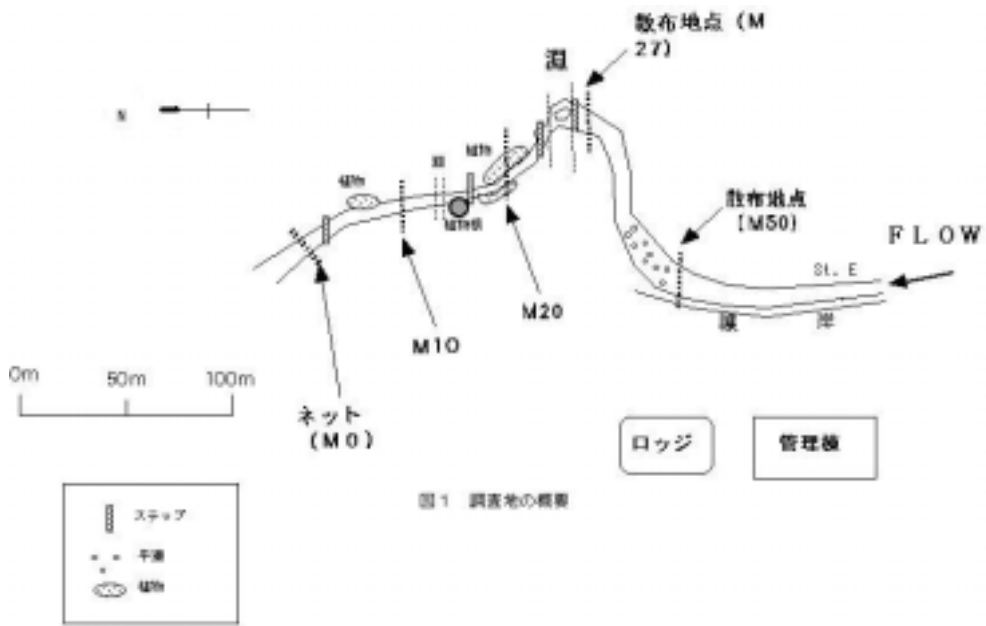 散布地点 (M
27)
淵
N
植物
植物
散布地点
(M50)
FLOW
St. E
M20
M10
岸
0m 50m 100m
ネット
(M0)
ロッジ
管理棟
図1 調査地の概要
ステップ
平瀬
植物